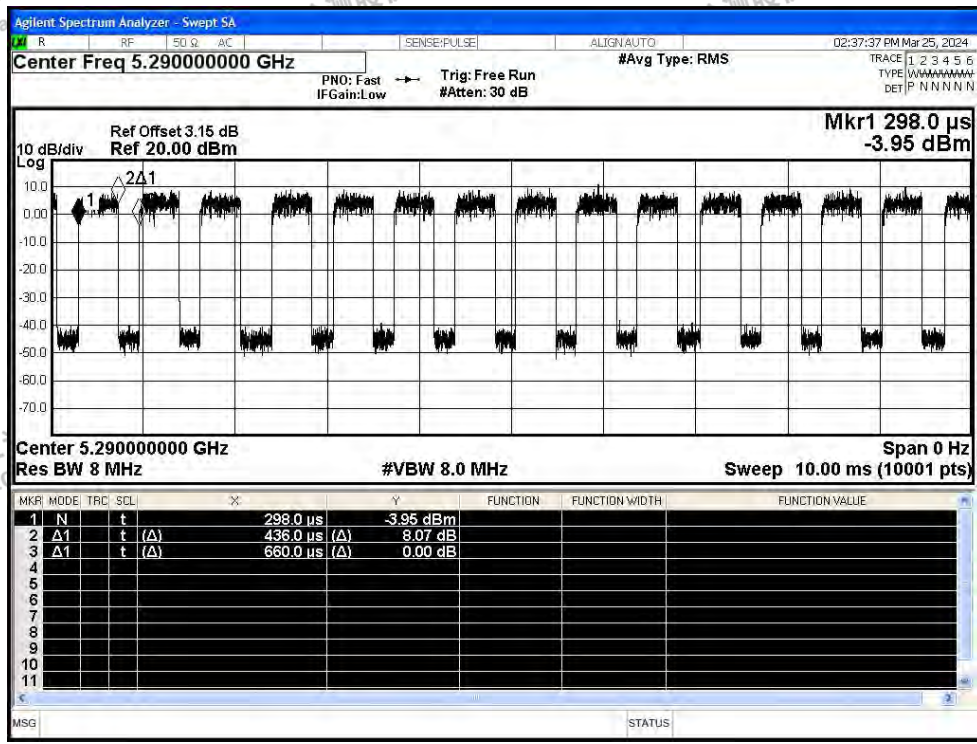 Agilent Spectrum Analyzer - Swept SA
R RF 50 Ω AC SENSE:PULSE ALIGN AUTO 02:37:37 PM Mar 25, 2024
Center Freq 5.290000000 GHz
#Avg Type: RMS
TRACE 1 2 3 4 5 6
PNO: Fast Trig: Free Run
TYPE WWWWWW
IFGain:Low #Atten: 30 dB
DET P N N N N N
Mkr1 298.0 µs
-3.95 dBm
Ref Offset 3.15 dB
10 dB/div Ref 20.00 dBm
Log
10.0
0.00
-10.0
-20.0
-30.0
-40.0
-50.0
-60.0
-70.0
1
2Δ1
Center 5.290000000 GHz Span 0 Hz
Res BW 8 MHz #VBW 8.0 MHz Sweep 10.00 ms (10001 pts)
MKR MODE TRC SCL X Y FUNCTION FUNCTION WIDTH FUNCTION VALUE
1 N t 298.0 µs -3.95 dBm
2 Δ1 t (Δ) 436.0 µs (Δ) 8.07 dB
3 Δ1 t (Δ) 660.0 µs (Δ) 0.00 dB
4
5
6
7
8
9
10
11
MSG STATUS